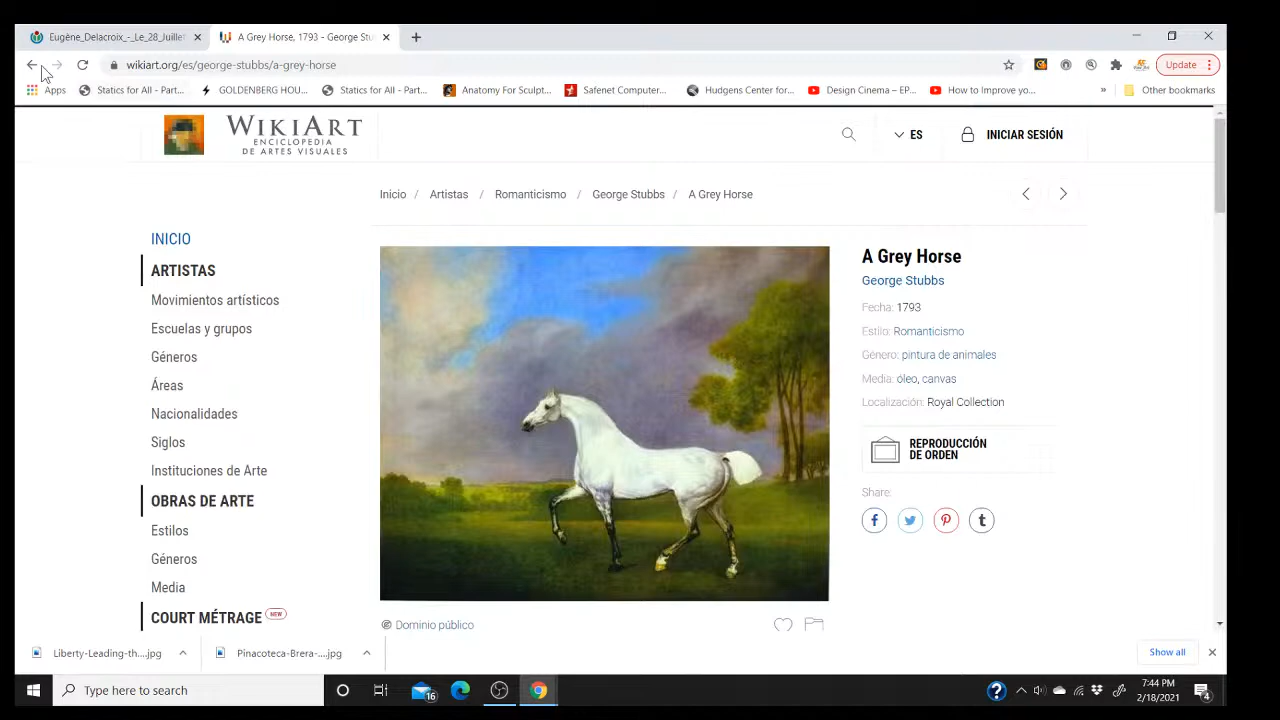 Eugène_Delacroix_-_Le_28_Juillet
A Grey Horse, 1793 - George Stu
wikiart.org/es/george-stubbs/a-grey-horse
Update
Apps
Statics for All - Part...
GOLDENBERG HOU...
Statics for All - Part...
Anatomy For Sculpt...
Safenet Computer...
Hudgens Center for...
Design Cinema – EP...
How to Improve yo...
»
Other bookmarks
WIKIART
ENCICLOPEDIA
DE ARTES VISUALES
ES
INICIAR SESIÓN
Inicio / Artistas / Romanticismo / George Stubbs / A Grey Horse
INICIO
ARTISTAS
Movimientos artísticos
Escuelas y grupos
Géneros
Áreas
Nacionalidades
Siglos
Instituciones de Arte
OBRAS DE ARTE
Estilos
Géneros
Media
COURT MÉTRAGE NEW
A Grey Horse
George Stubbs
Fecha: 1793
Estilo: Romanticismo
Género: pintura de animales
Media: óleo, canvas
Localización: Royal Collection
REPRODUCCIÓN
DE ORDEN
Share:
Dominio público
Liberty-Leading-th....jpg
Pinacoteca-Brera-....jpg
Show all
Type here to search
16
7:44 PM
2/18/2021
4